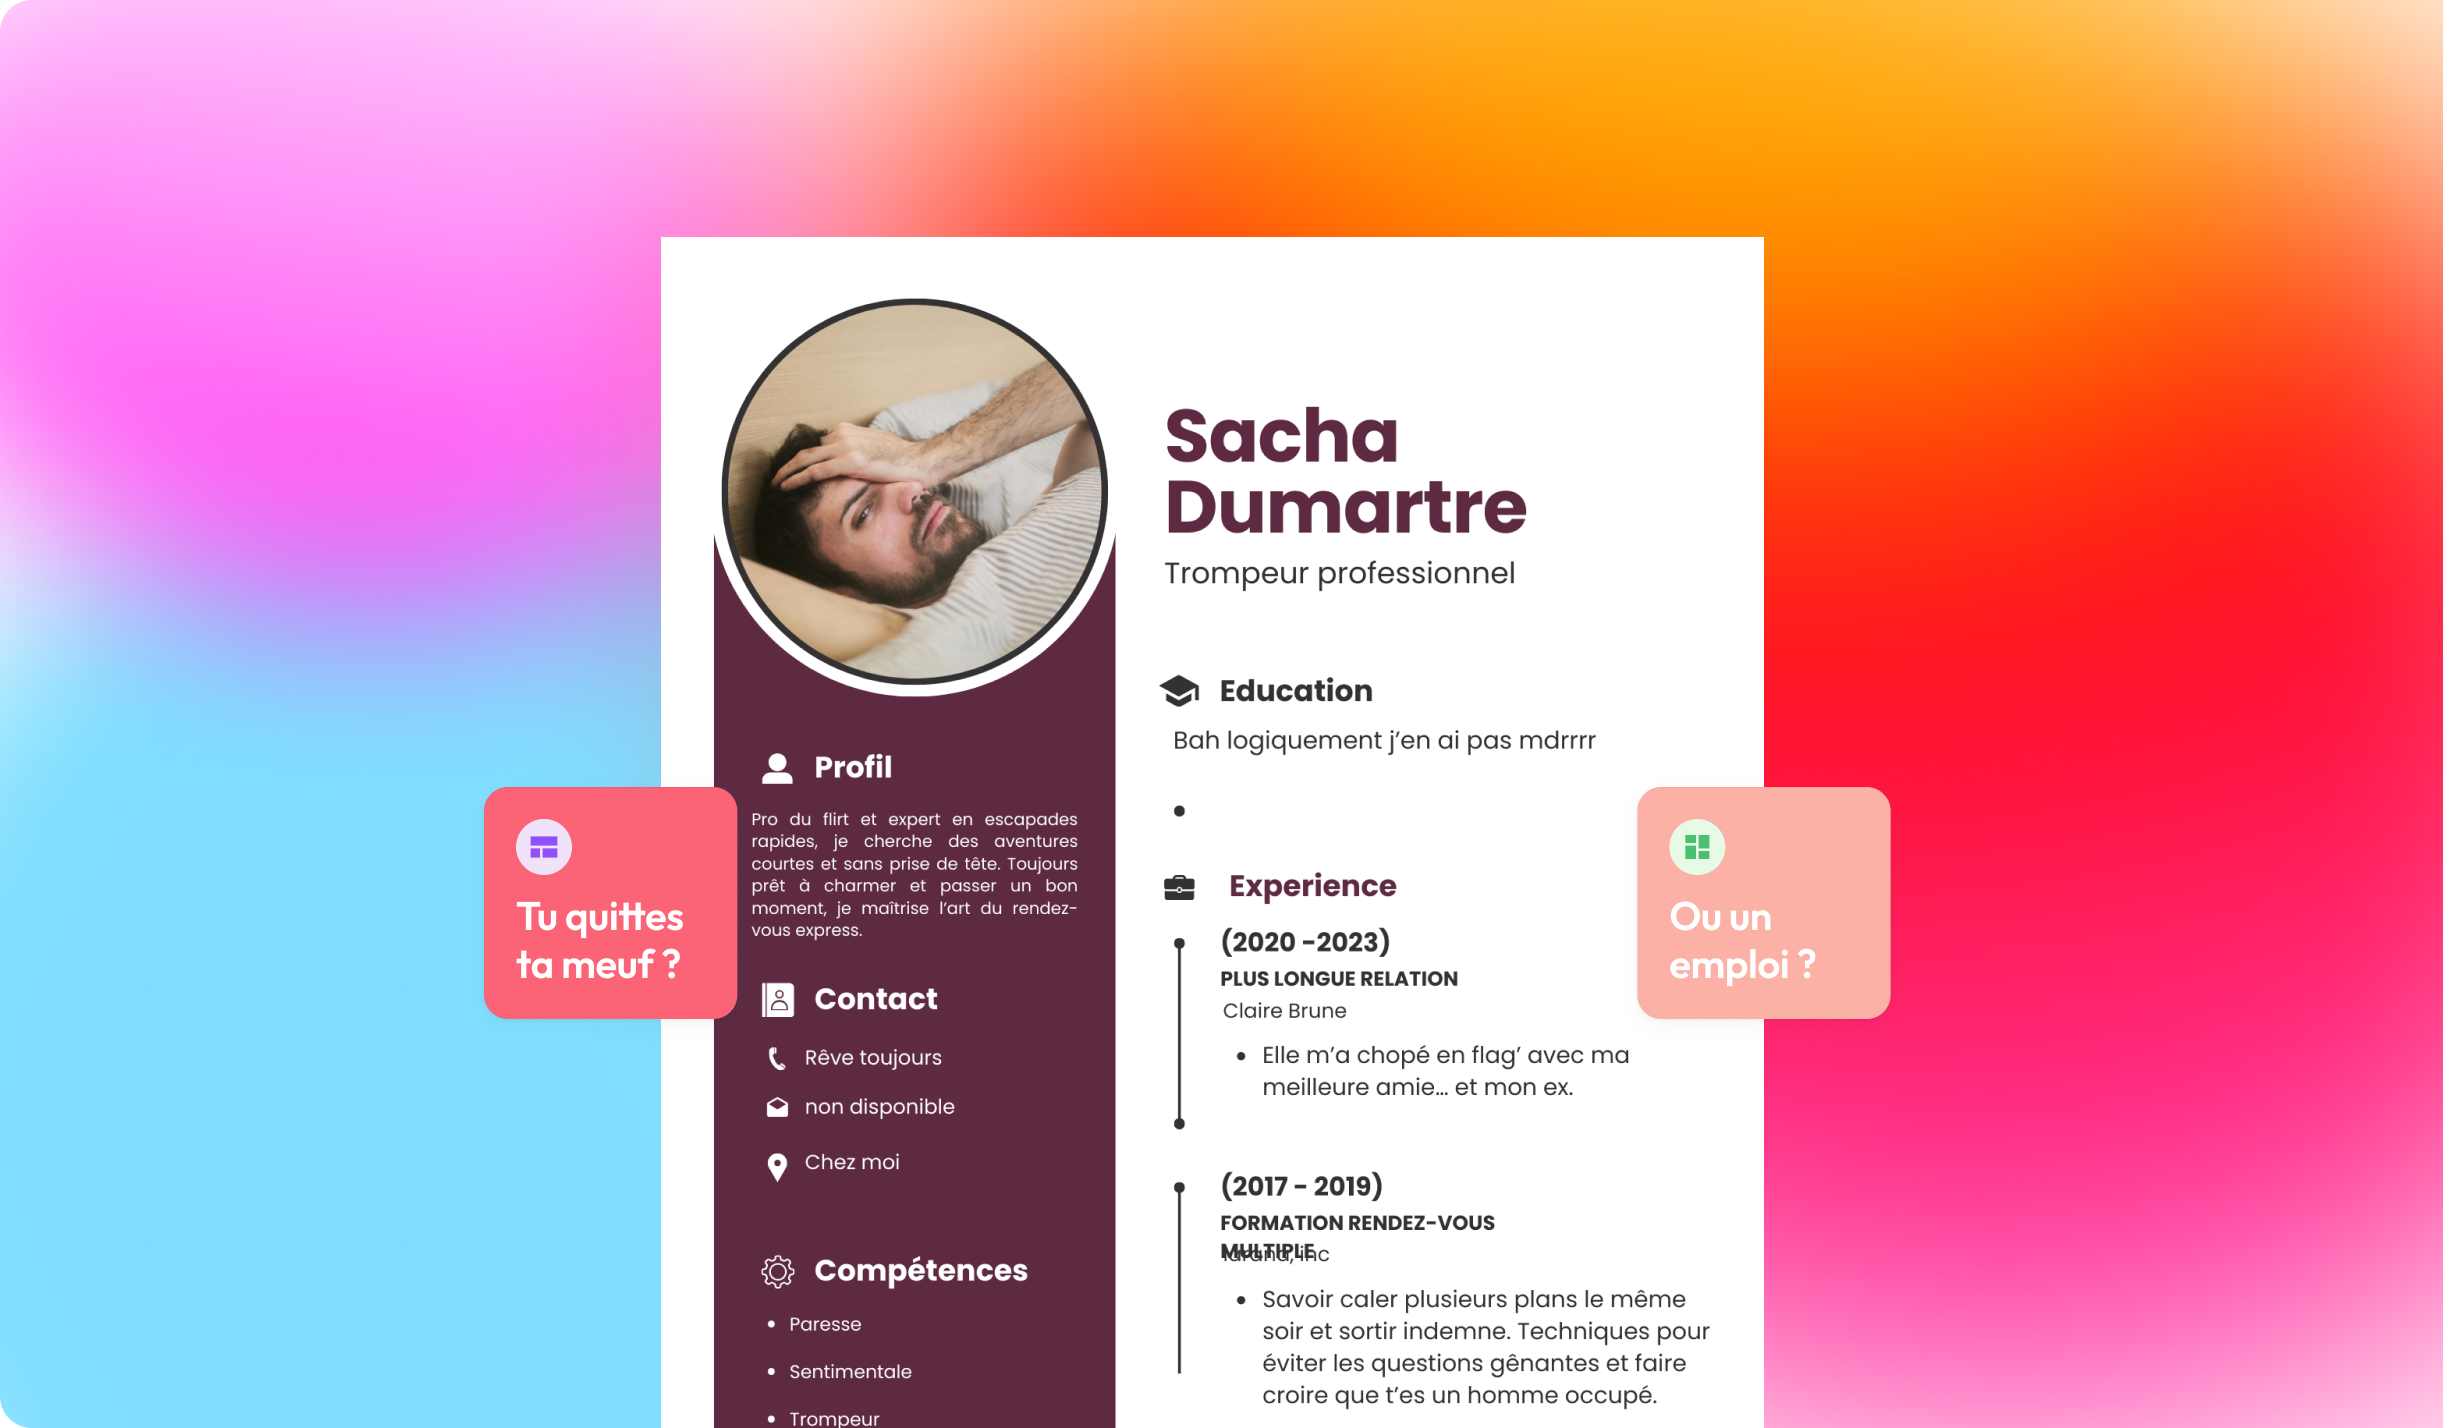 Sacha
Dumartre
Trompeur professionnel
Education
Bah logiquement j’en ai pas mdrrrr
Profil
Pro du flirt et expert en escapades
rapides, je cherche des aventures
courtes et sans prise de tête. Toujours
prêt à charmer et passer un bon
moment, je maîtrise l’art du rendez-
vous express.
Tu quittes
ta meuf ?
Ou un
emploi ?
Contact
Rêve toujours
non disponible
Chez moi
Compétences
• Paresse
• Sentimentale
• Trompeur
Experience
(2020 -2023)
PLUS LONGUE RELATION
Claire Brune
• Elle m’a chopé en flag’ avec ma
meilleure amie... et mon ex.
(2017 - 2019)
FORMATION RENDEZ-VOUS
MULTIPLE
• Savoir caler plusieurs plans le même
soir et sortir indemne. Techniques pour
éviter les questions gênantes et faire
croire que t’es un homme occupé.